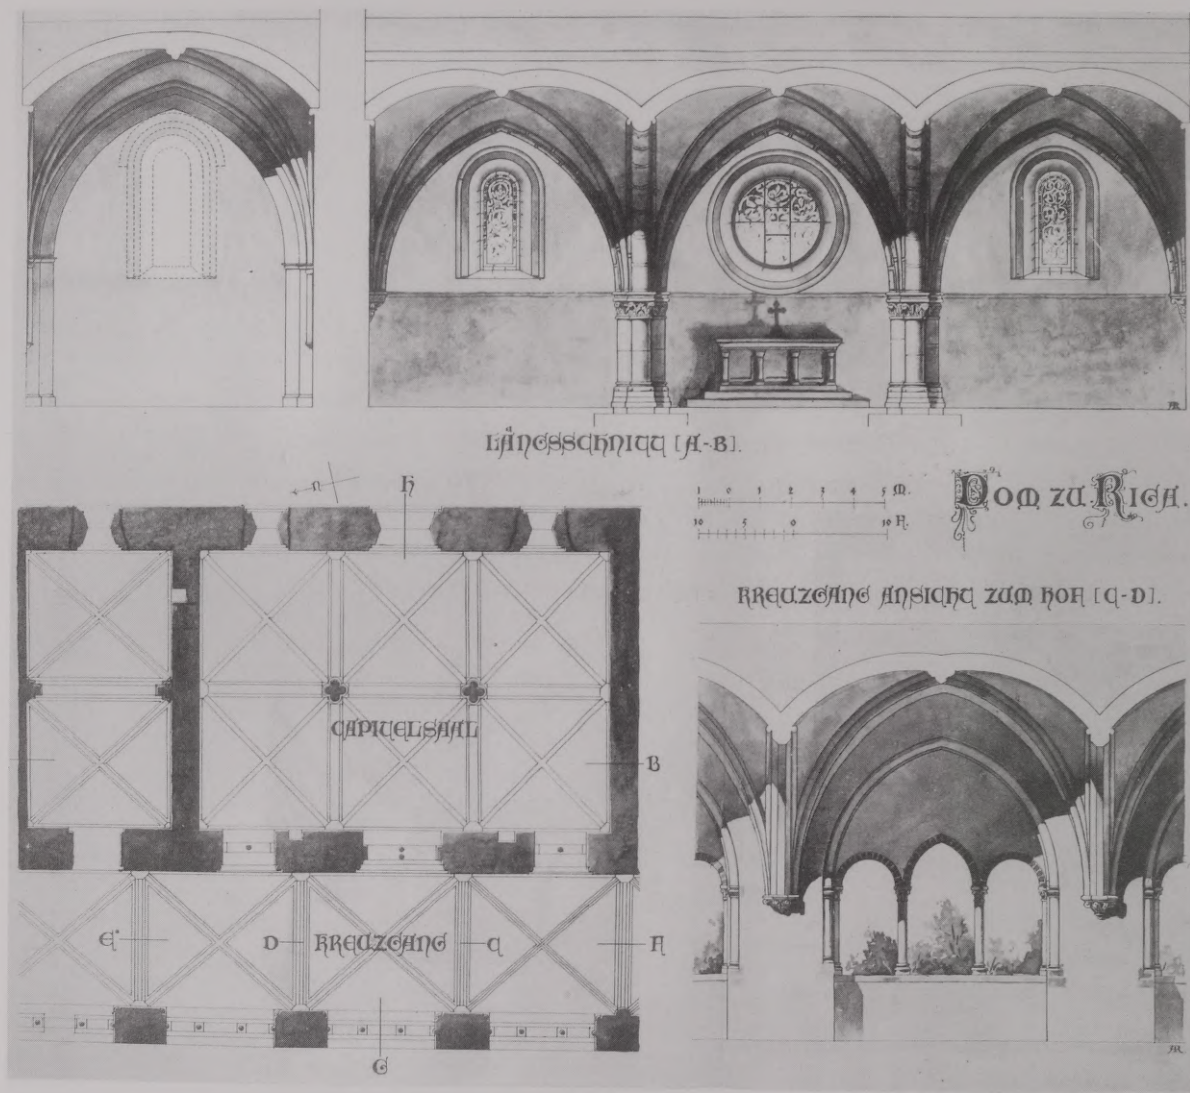 LÄNGSSCHNITT [A-B].
DOM ZU RIGA.
1 0 1 2 3 4 5 M.
10 5 0 10 F.
KREUZGANG ANSICHT ZUM HOF [C-D].
N
H
CAPITELSAAL
B
E
D
KREUZGANG
C
A
G
AR